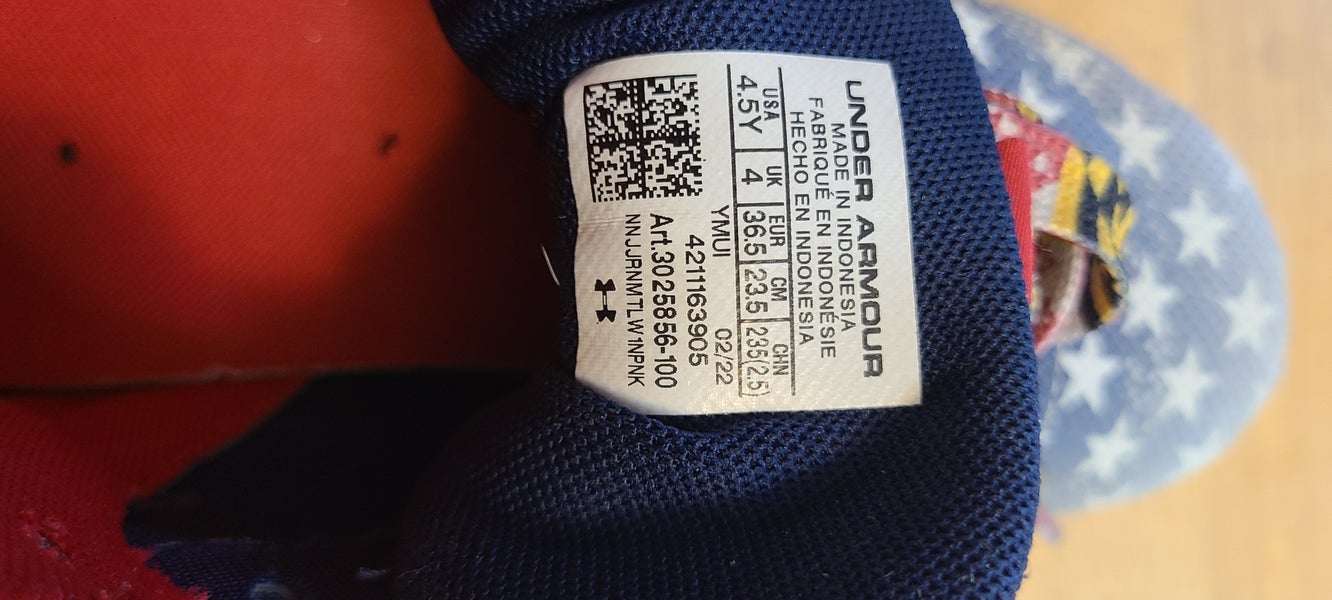 UNDER ARMOUR
MADE IN INDONESIA
FABRIQUÉ EN INDONÉSIE
HECHO EN INDONESIA
USA UK EUR CM CHN
4.5Y 4 36.5 23.5 235(2.5)
YMUI 02/22
4211163905
Art.3025856-100
NNJJRNMTLW1NPNK